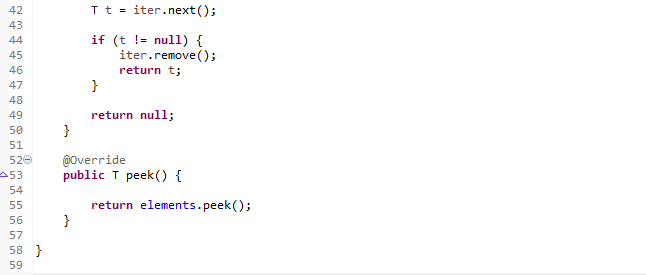 42 T t = iter.next();
43
44 if (t != null) {
45 iter.remove();
46 return t;
47 }
48
49 return null;
50 }
51
52 @Override
53 public T peek() {
54
55 return elements.peek();
56 }
57
58 }
59